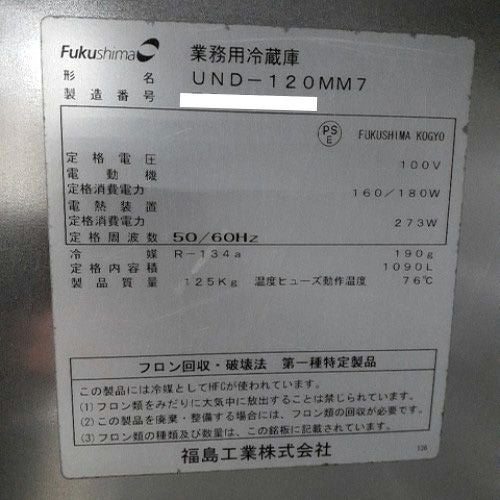 Fukushima 業務用冷蔵庫
形名 UND-120MM7
製造番号
PS
E
FUKUSHIMA KOGYO
定格電圧 100V
電動機
定格消費電力 160/180W
電熱装置
定格消費電力 273W
定格周波数 50/60Hz
冷媒 R-134a 190g
定格内容積 1090L
製品質量 125Kg 温度ヒューズ動作温度 76℃
フロン回収・破壊法 第一種特定製品
この製品には冷媒としてHFCが使われています。
(1)フロン類をみだりに大気中に放出することは禁じられています。
(2)この製品を廃棄・整備する場合には、フロン類の回収が必要です。
(3)フロン類の種類及び数量は、この銘板に記載されています。
福島工業株式会社